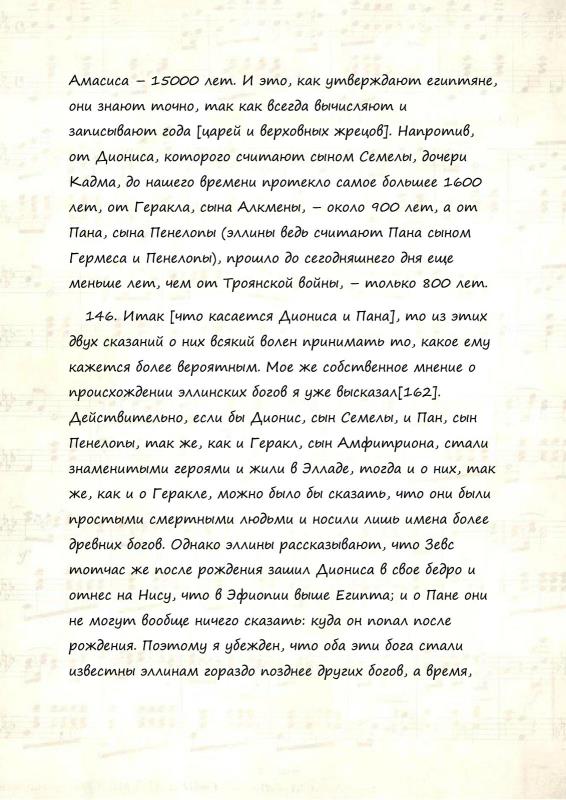 Амасиса – 15000 лет. И это, как утверждают египтяне,
они знают точно, так как всегда вычисляют и
записывают года [царей и верховных жрецов]. Напротив,
от Диониса, которого считают сыном Семелы, дочери
Кадма, до нашего времени протекло самое большее 1600
лет, от Геракла, сына Алкмены, – около 900 лет, а от
Пана, сына Пенелопы (эллины ведь считают Пана сыном
Гермеса и Пенелопы), прошло до сегодняшнего дня еще
меньше лет, чем от Троянской войны, – только 800 лет.
146. Итак [что касается Диониса и Пана], то из этих
двух сказаний о них всякий волен принимать то, какое ему
кажется более вероятным. Мое же собственное мнение о
происхождении эллинских богов я уже высказал[162].
Действительно, если бы Дионис, сын Семелы, и Пан, сын
Пенелопы, так же, как и Геракл, сын Амфитриона, стали
знаменитыми героями и жили в Элладе, тогда и о них, так
же, как и о Геракле, можно было бы сказать, что они были
простыми смертными людьми и носили лишь имена более
древних богов. Однако эллины рассказывают, что Зевс
тотчас же после рождения зашил Диониса в свое бедро и
отнес на Нису, что в Эфиопии выше Египта; и о Пане они
не могут вообще ничего сказать: куда он попал после
рождения. Поэтому я убежден, что оба эти бога стали
известны эллинам гораздо позднее других богов, а время,